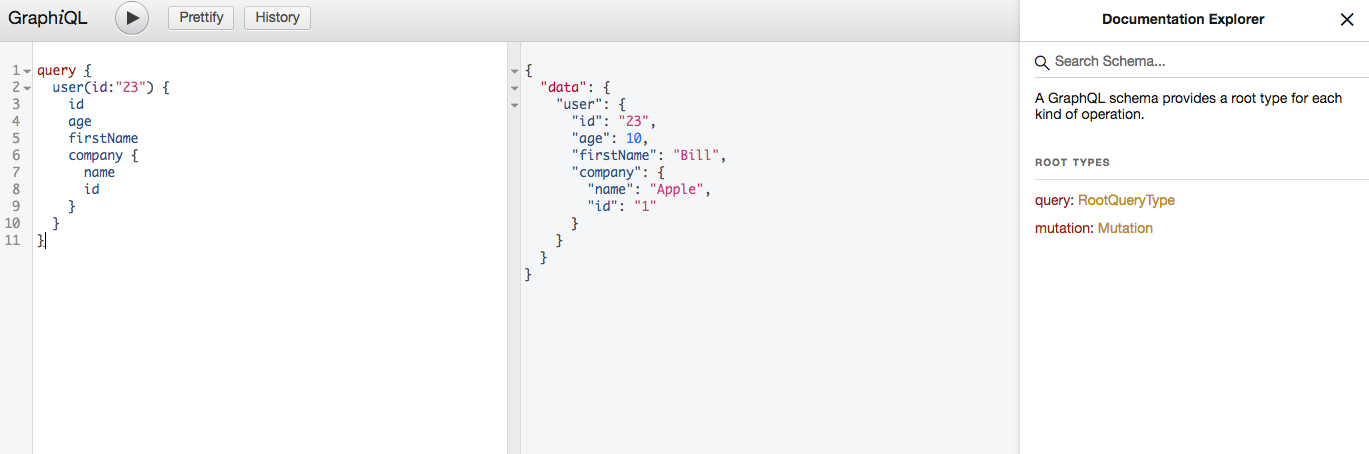 GraphiQL
Prettify
History
1 query {
2 user(id:"23") {
3 id
4 age
5 firstName
6 company {
7 name
8 id
9 }
10 }
11 }
{
"data": {
"user": {
"id": "23",
"age": 10,
"firstName": "Bill",
"company": {
"name": "Apple",
"id": "1"
}
}
}
}
Documentation Explorer
Search Schema...
A GraphQL schema provides a root type for each
kind of operation.
ROOT TYPES
query: RootQueryType
mutation: Mutation